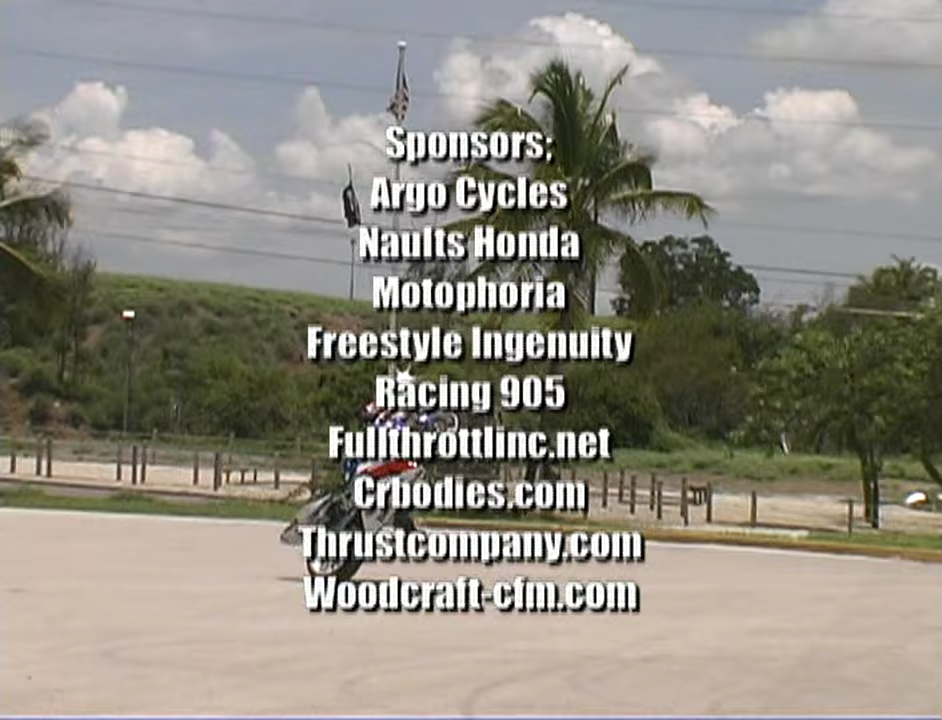 Sponsors;
Argo Cycles
Naults Honda
Motophoria
Freestyle Ingenuity
Racing 905
Fullthrottlinc.net
Crbodies.com
Thrustcompany.com
Woodcraft-cfm.com